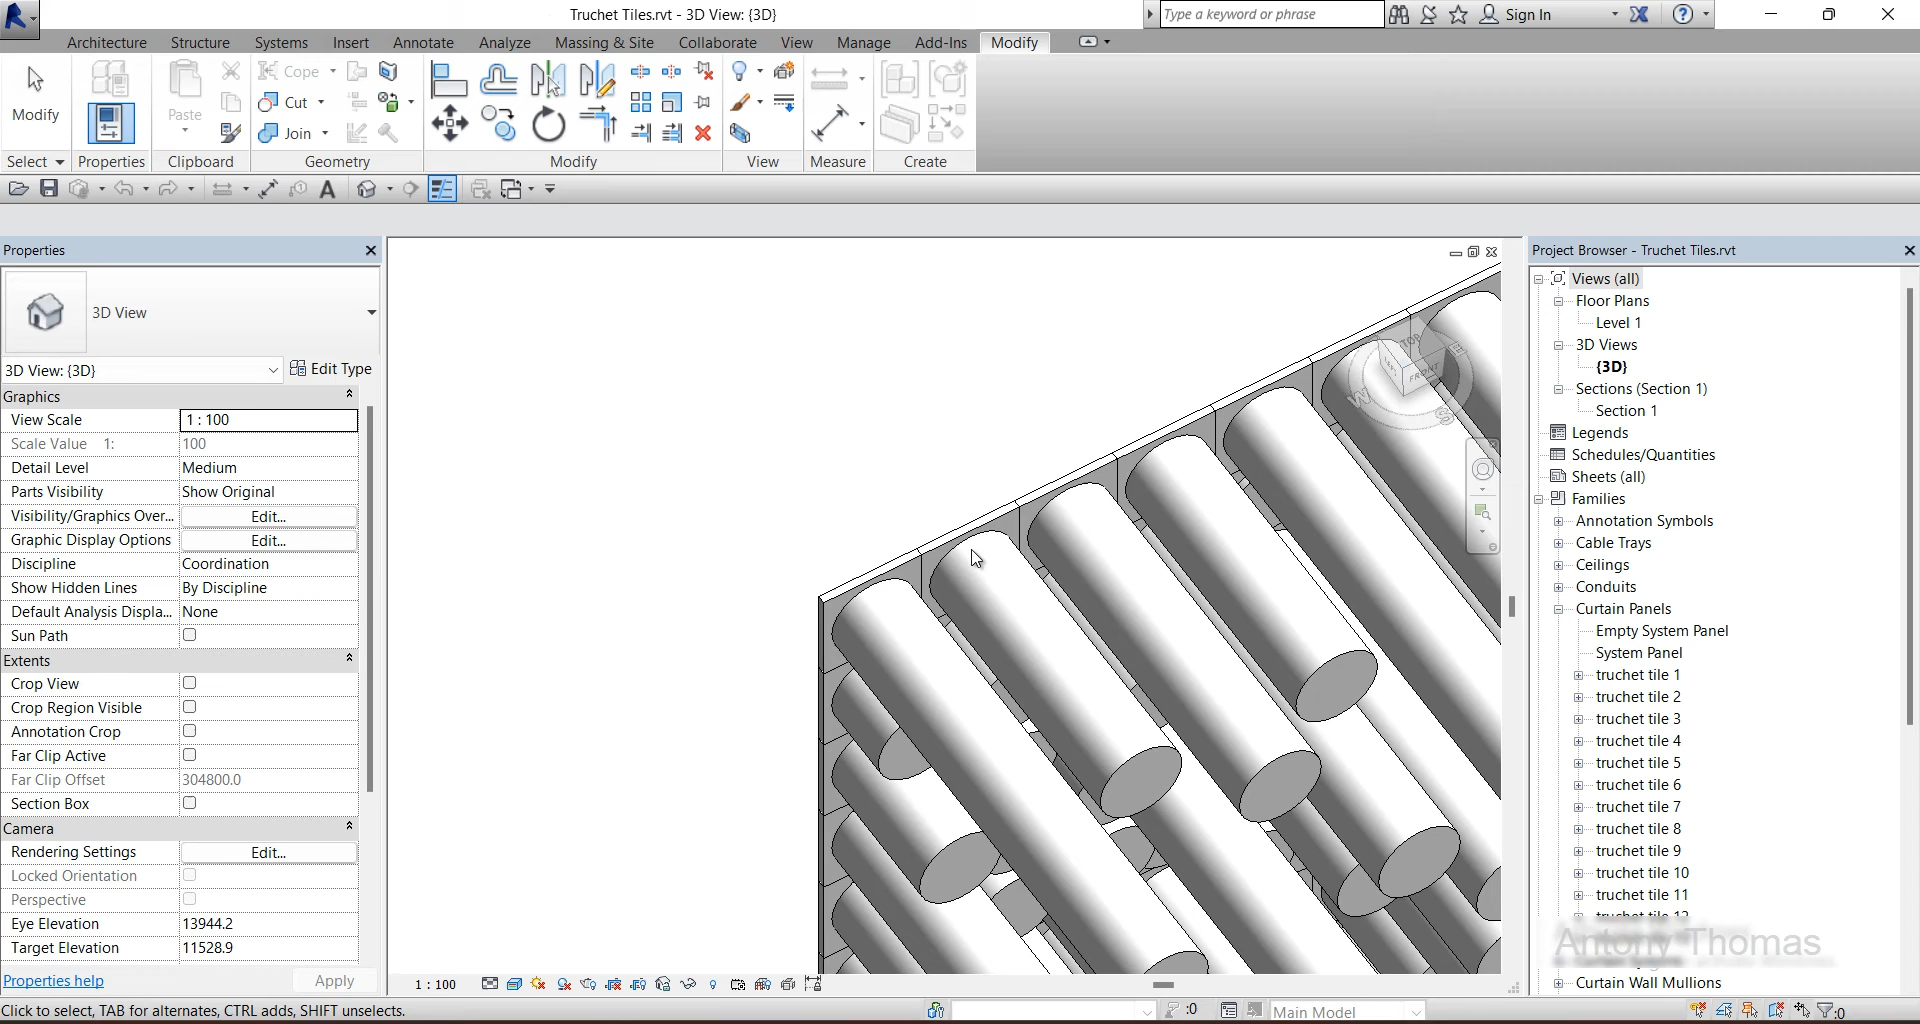 Truchet Tiles.rvt - 3D View: {3D}
Type a keyword or phrase
Sign In
Architecture Structure Systems Insert Annotate Analyze Massing & Site Collaborate View Manage Add-Ins Modify
Modify
Paste
Cope
Cut
Join
Select Properties Clipboard Geometry Modify View Measure Create
Properties
3D View
3D View: {3D} Edit Type
Graphics
View Scale 1 : 100
Scale Value 1: 100
Detail Level Medium
Parts Visibility Show Original
Visibility/Graphics Over... Edit...
Graphic Display Options Edit...
Discipline Coordination
Show Hidden Lines By Discipline
Default Analysis Displa... None
Sun Path
Extents
Crop View
Crop Region Visible
Annotation Crop
Far Clip Active
Far Clip Offset 304800.0
Section Box
Camera
Rendering Settings Edit...
Locked Orientation
Perspective
Eye Elevation 13944.2
Target Elevation 11528.9
Properties help Apply
TOP
LEFT FRONT
W S E
1 : 100
Project Browser - Truchet Tiles.rvt
Views (all)
Floor Plans
Level 1
3D Views
{3D}
Sections (Section 1)
Section 1
Legends
Schedules/Quantities
Sheets (all)
Families
Annotation Symbols
Cable Trays
Ceilings
Conduits
Curtain Panels
Empty System Panel
System Panel
truchet tile 1
truchet tile 2
truchet tile 3
truchet tile 4
truchet tile 5
truchet tile 6
truchet tile 7
truchet tile 8
truchet tile 9
truchet tile 10
truchet tile 11
truchet tile 12
Antony Thomas
Curtain Wall Mullions
Click to select, TAB for alternates, CTRL adds, SHIFT unselects.
:0
Main Model
:0